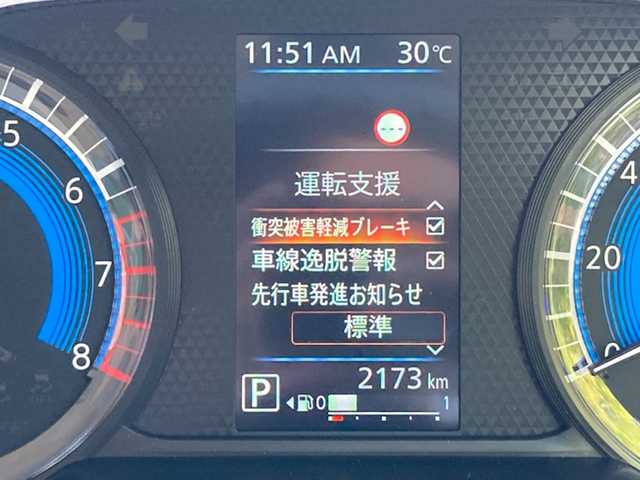 11:51 AM 30℃
運転支援
衝突被害軽減ブレーキ
車線逸脱警報
先行車発進お知らせ
標準
2173 km
P 0 1
5
6
7
8
4
20
0